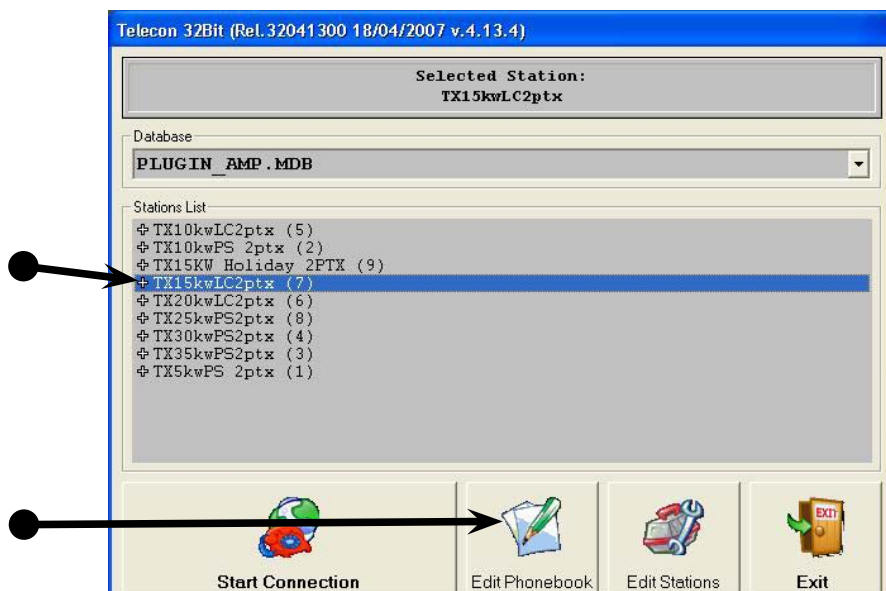 Telecon 32Bit (Rel.32041300 18/04/2007 v.4.13.4)
Selected Station:
TX15kwLC2ptx
Database
PLUGIN_AMP.MDB
Stations List
TX10kwLC2ptx (5)
TX10kwPS 2ptx (2)
TX15KW Holiday 2PTX (9)
TX15kwLC2ptx (7)
TX20kwLC2ptx (6)
TX25kwPS2ptx (8)
TX30kwPS2ptx (4)
TX35kwPS2ptx (3)
TX5kwPS 2ptx (1)
EXIT
Start Connection Edit Phonebook Edit Stations Exit